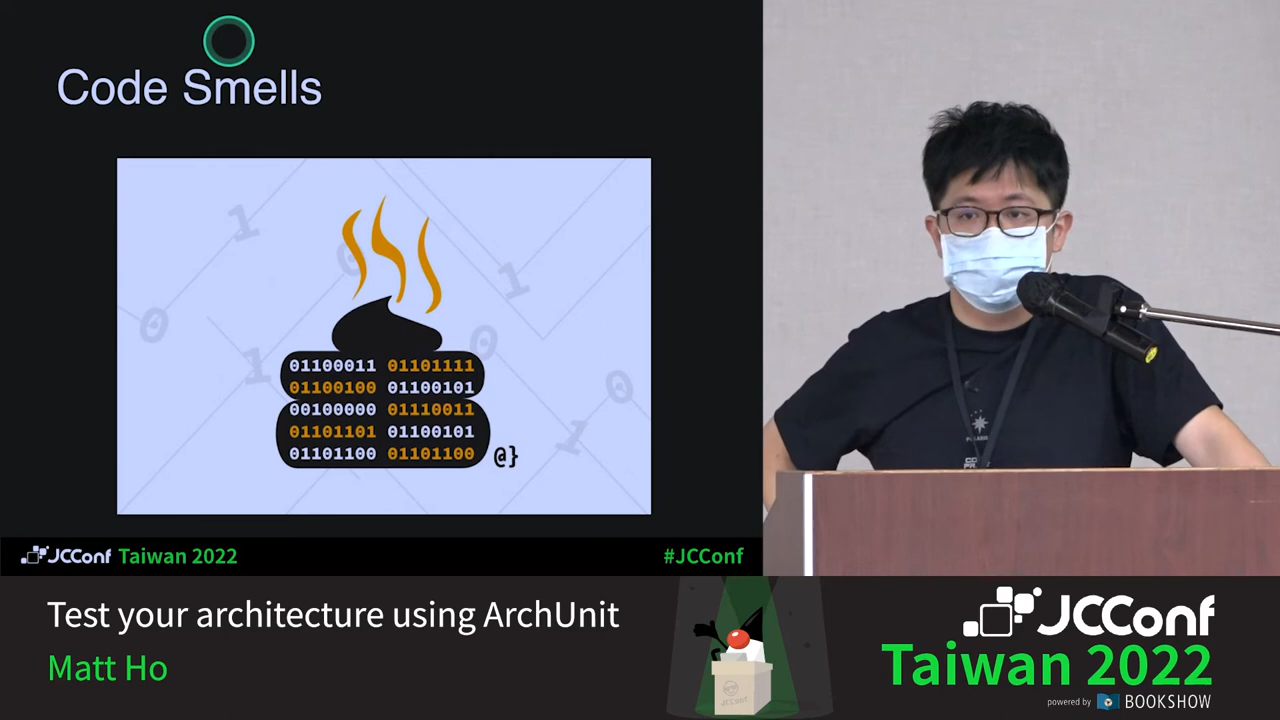 Code Smells
01100011 01101111
01100100 01100101
00100000 01110011
01101101 01100101
01101100 01101100
@}
JCConf Taiwan 2022
#JCConf
Test your architecture using ArchUnit
Matt Ho
JCConf
Taiwan 2022
powered by BOOKSHOW